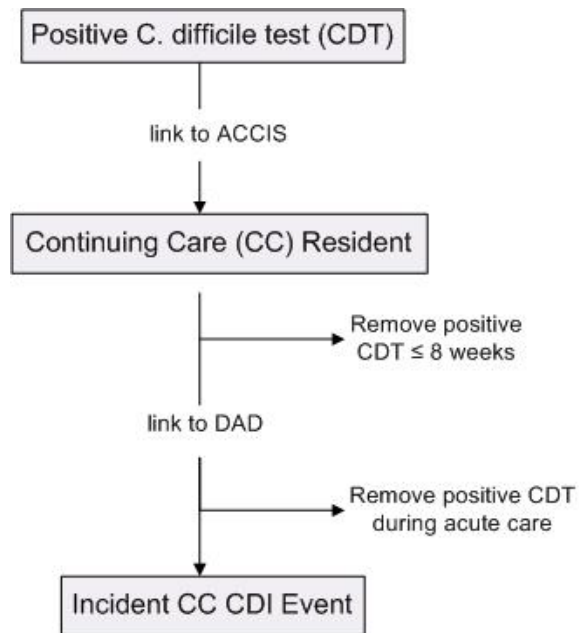 Positive C. difficile test (CDT)
link to ACCIS
Continuing Care (CC) Resident
Remove positive
CDT ≤ 8 weeks
link to DAD
Remove positive CDT
during acute care
Incident CC CDI Event